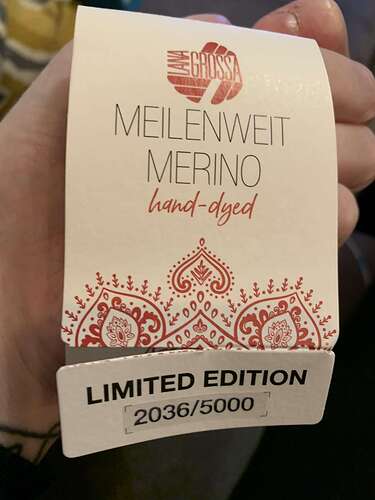 LANA
GROSSA
MEILENWEIT
MERINO
hand-dyed
LIMITED EDITION
2036/5000